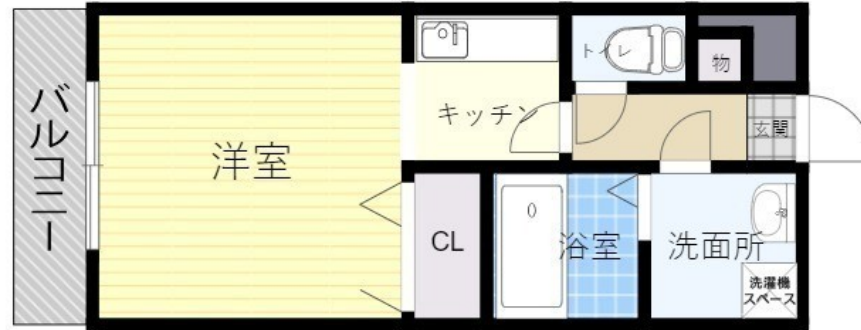 バルコニー
洋室
キッチン
トイレ
物
玄関
CL
浴室
洗面所
洗濯機
スペース